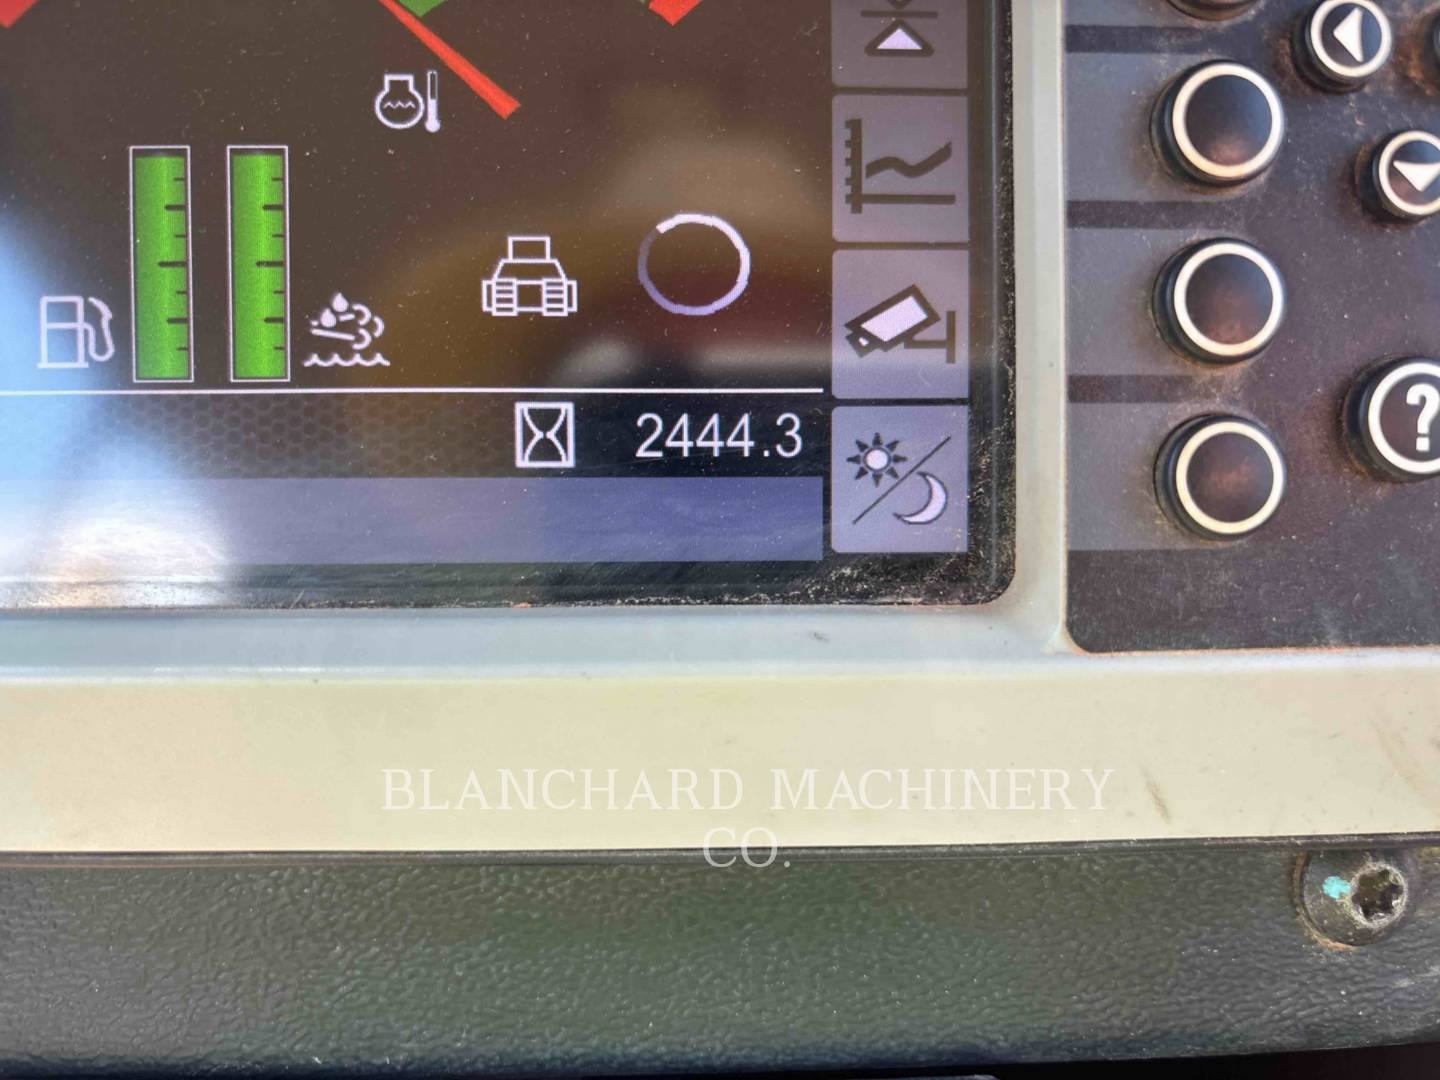 2444.3
?
BLANCHARD MACHINERY
CO.